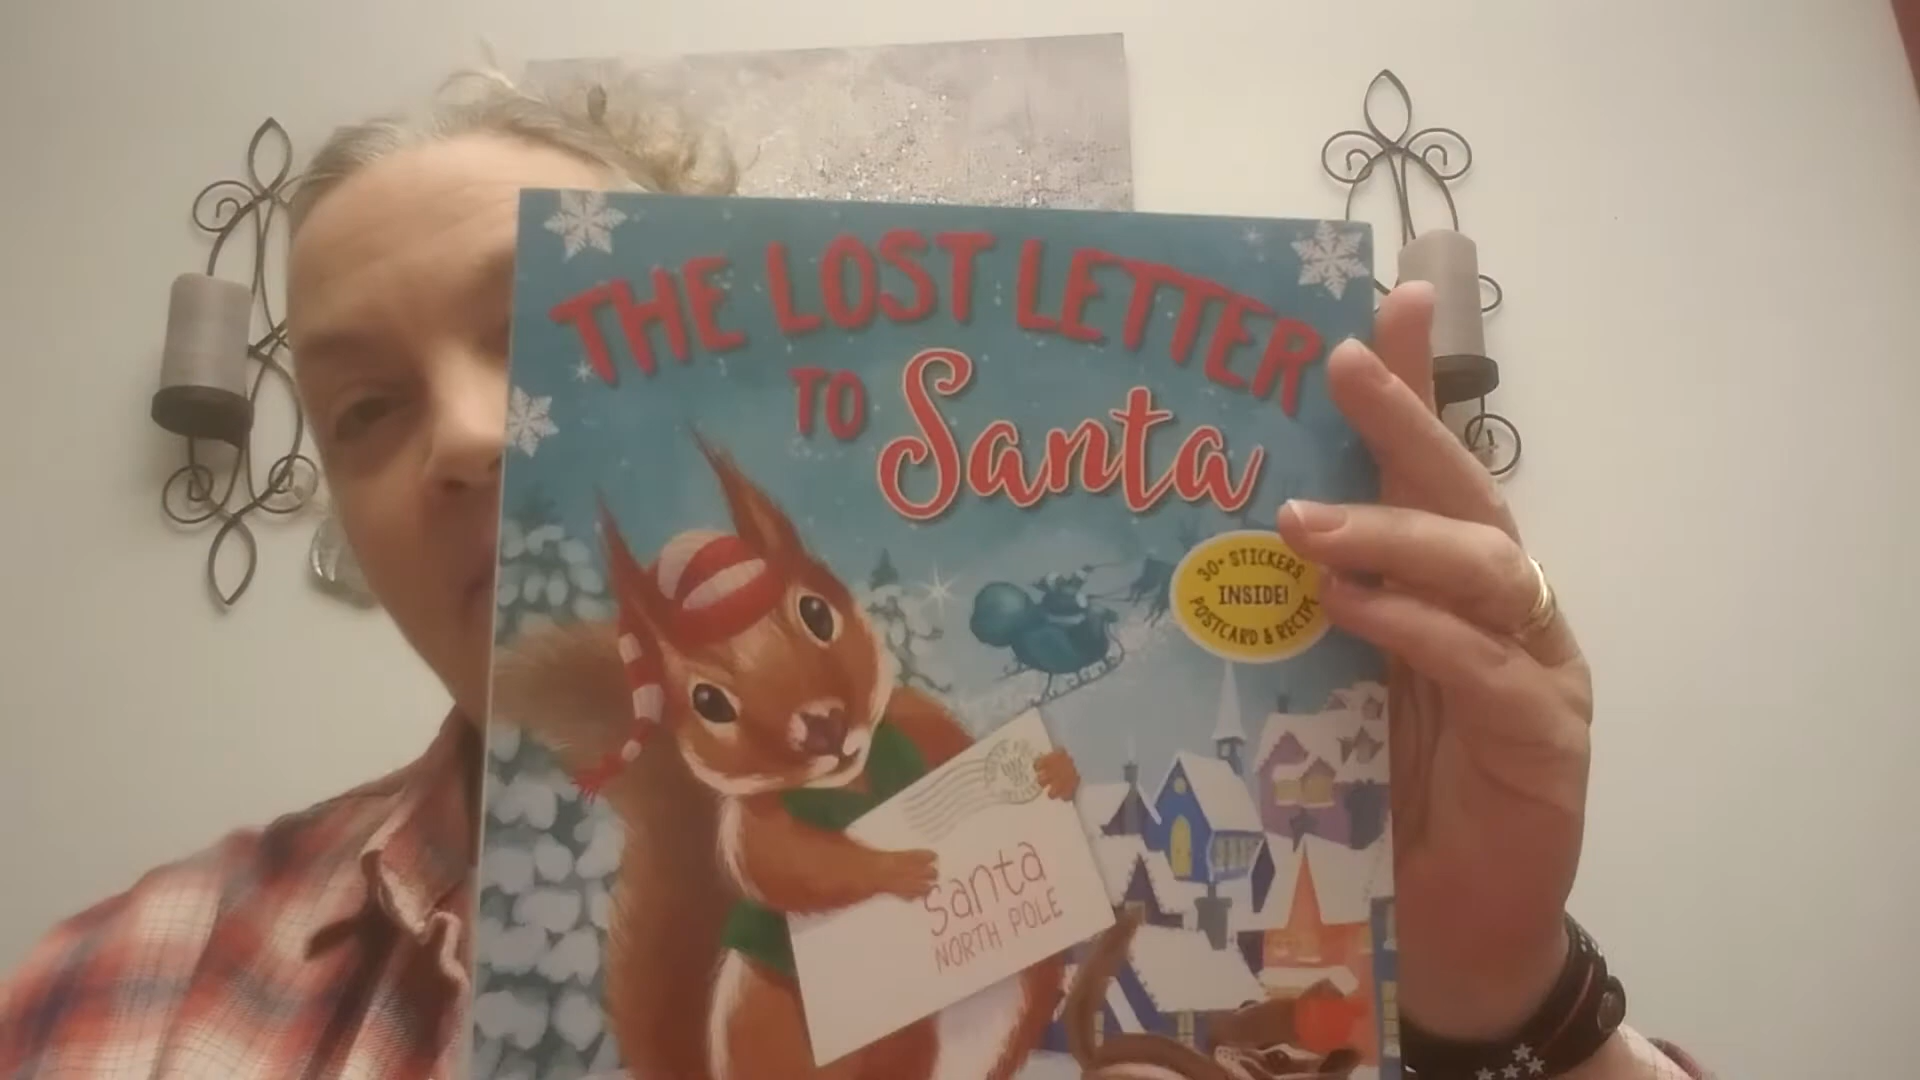 THE LOST LETTER
TO Santa
30+ STICKERS,
INSIDE!
POSTCARD & RECIPE
Santa
NORTH POLE